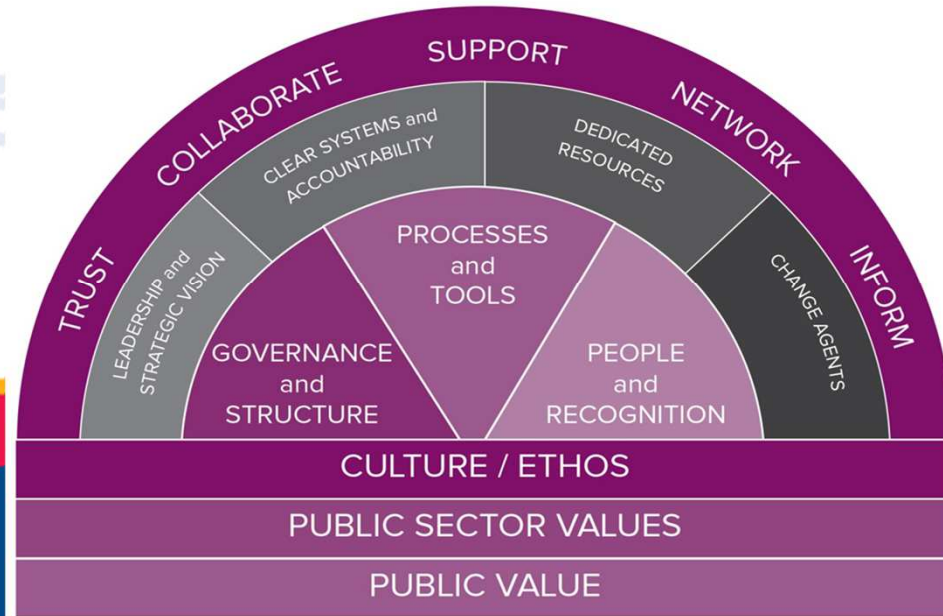 TRUST
COLLABORATE
SUPPORT
NETWORK
INFORM
LEADERSHIP and
STRATEGIC VISION
CLEAR SYSTEMS and
ACCOUNTABILITY
DEDICATED
RESOURCES
CHANGE AGENTS
GOVERNANCE
and
STRUCTURE
PROCESSES
and
TOOLS
PEOPLE
and
RECOGNITION
CULTURE / ETHOS
PUBLIC SECTOR VALUES
PUBLIC VALUE